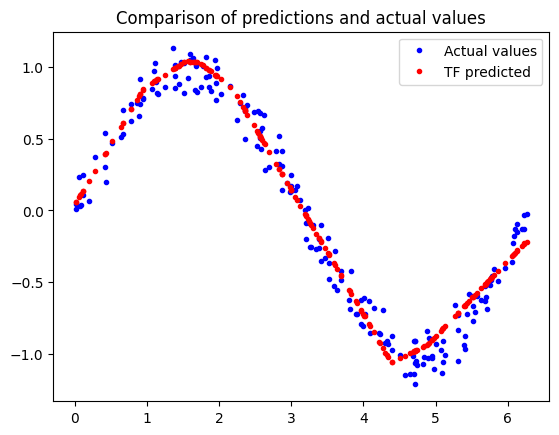 Comparison of predictions and actual values
Actual values
TF predicted
1.0
0.5
0.0
−0.5
−1.0
0 1 2 3 4 5 6